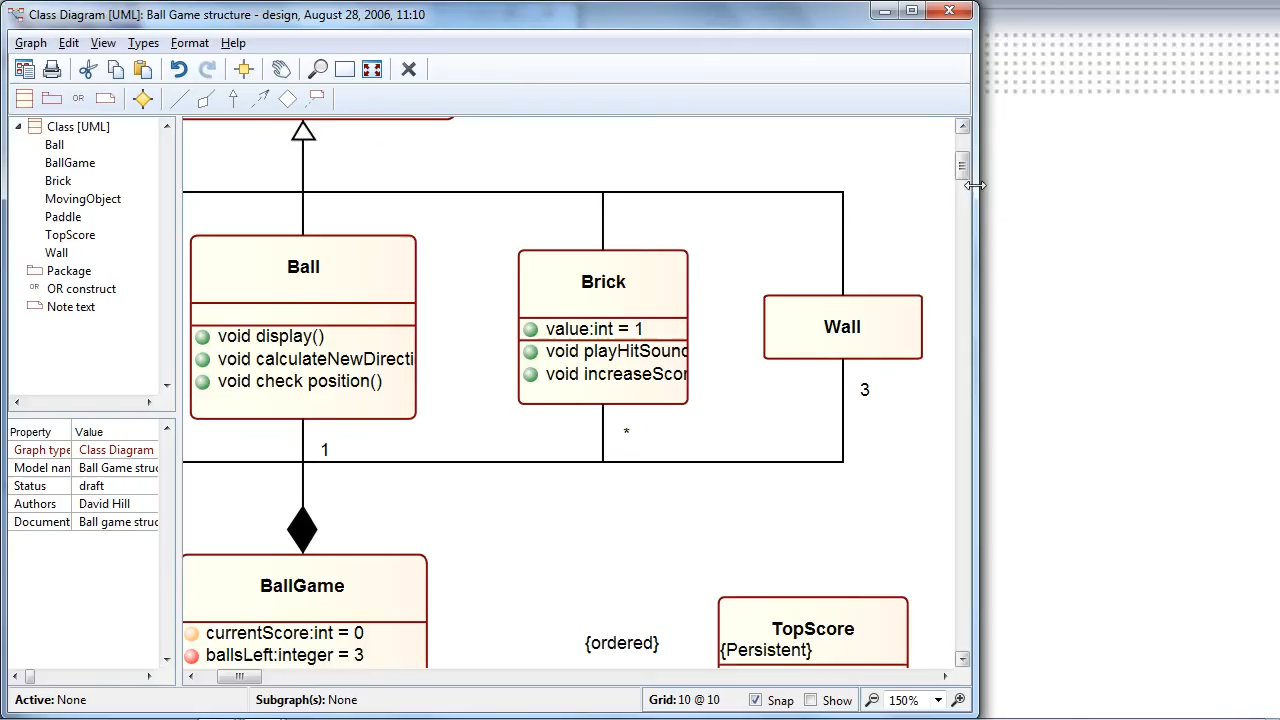 Class Diagram [UML]: Ball Game structure - design, August 28, 2006, 11:10
Graph Edit View Types Format Help
OR
Class [UML]
Ball
BallGame
Brick
MovingObject
Paddle
TopScore
Wall
Package
OR OR construct
Note text
Property Value
Graph type Class Diagram
Model nan Ball Game struc
Status draft
Authors David Hill
Document Ball game struc
Ball
void display()
void calculateNewDirecti
void check position()
1
Brick
value:int = 1
void playHitSound
void increaseScor
*
Wall
3
BallGame
currentScore:int = 0
ballsLeft:integer = 3
{ordered}
TopScore
{Persistent}
Active: None Subgraph(s): None Grid: 10 @ 10 Snap Show 150%